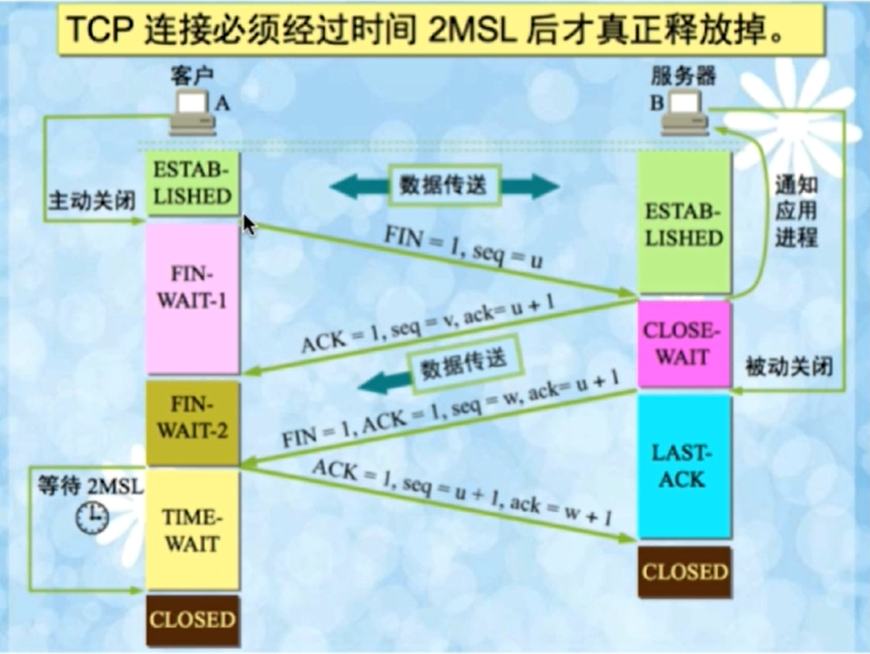 TCP 连接必须经过时间 2MSL 后才真正释放掉。
客户
A
服务器
B
ESTAB-
LISHED
数据传送
ESTAB-
LISHED
通知
应用
进程
主动关闭
FIN = 1, seq = u
FIN-
WAIT-1
ACK = 1, seq = v, ack= u + 1
CLOSE-
WAIT
数据传送
被动关闭
FIN-
WAIT-2
FIN = 1, ACK = 1, seq = w, ack= u + 1
LAST-
ACK
ACK = 1, seq = u + 1, ack = w + 1
等待 2MSL
TIME-
WAIT
CLOSED
CLOSED